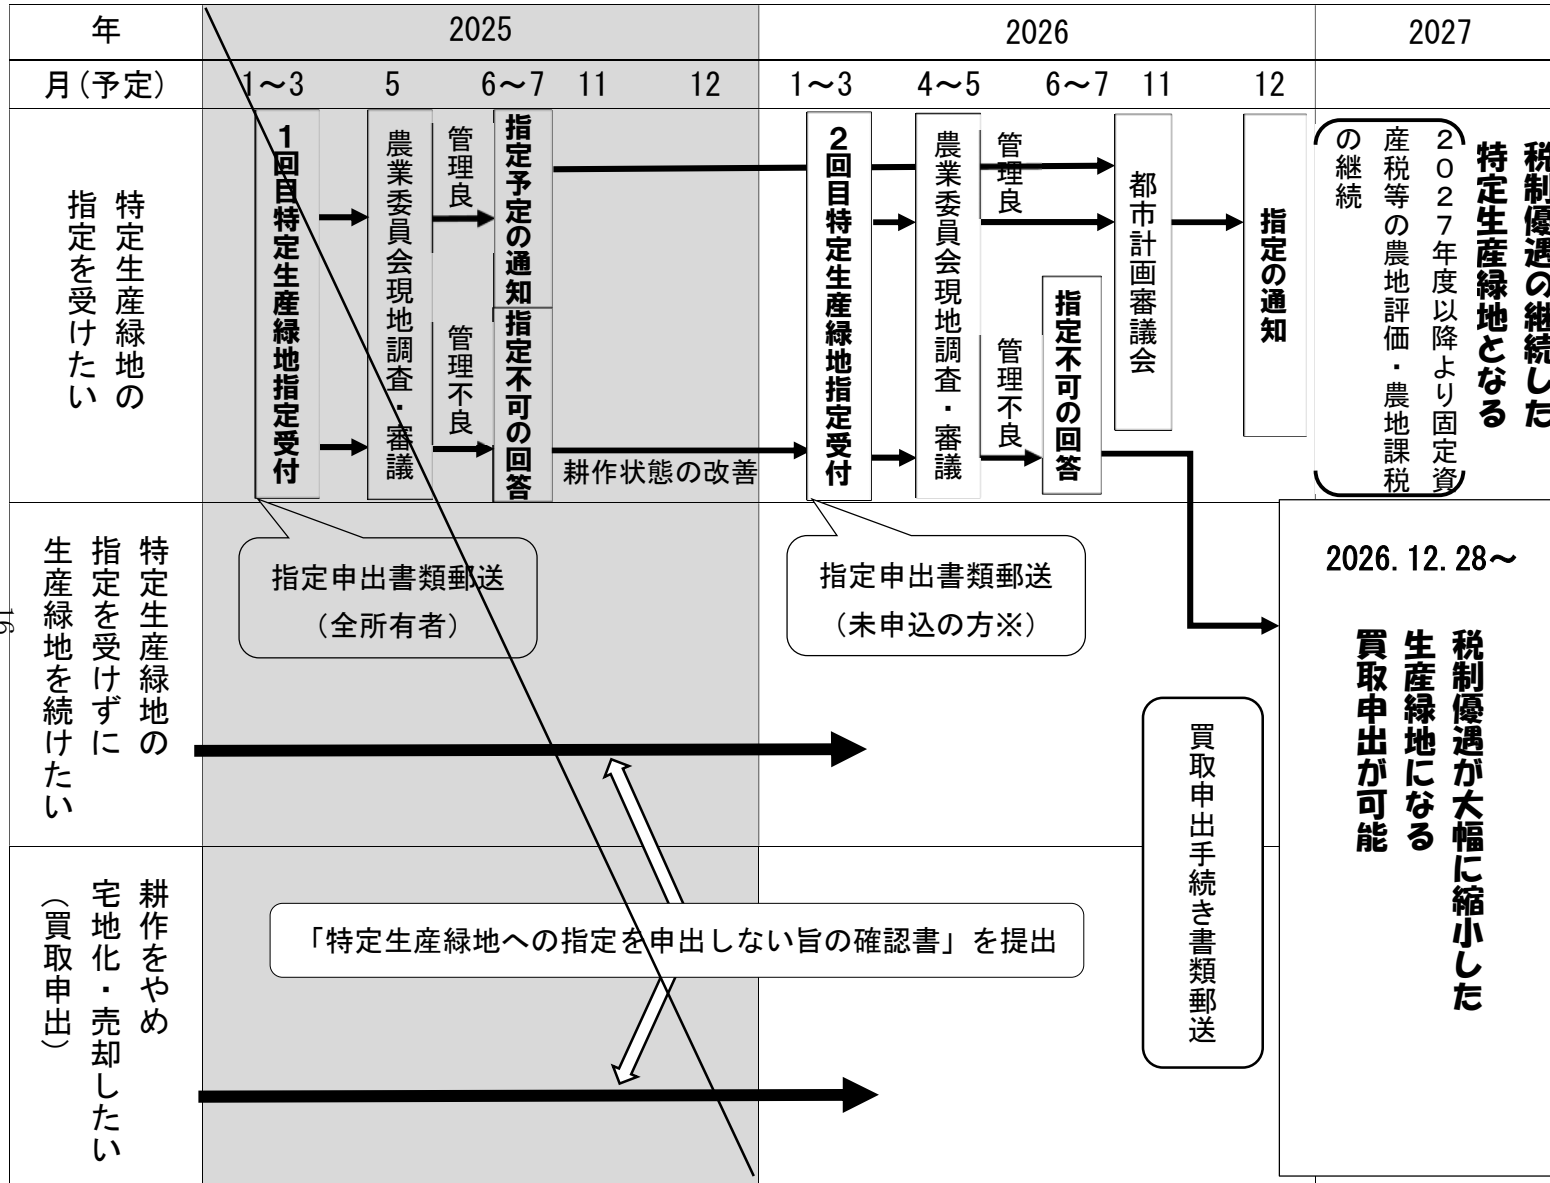 年
2025
2026
2027
月(予定)
1～3
5
6～7
11
12
1～3
4～5
6～7
11
12
特定生産緑地の
指定を受けたい
1回目特定生産緑地指定受付
農業委員会現地調査・審議
管理良
管理不良
指定予定の通知
指定不可の回答
耕作状態の改善
2回目特定生産緑地指定受付
農業委員会現地調査・審議
管理良
管理不良
指定不可の回答
都市計画審議会
指定の通知
税制優遇の継続した
特定生産緑地となる
2027年度以降より固定資
産税等の農地評価・農地課税
の継続
特定生産緑地の
指定を受けずに
生産緑地を続けたい
指定申出書類郵送
（全所有者）
指定申出書類郵送
（未申込の方※）
2026.12.28～
税制優遇が大幅に縮小した
生産緑地になる
買取申出が可能
買取申出手続き書類郵送
耕作をやめ
宅地化・売却したい
（買取申出）
「特定生産緑地への指定を申出しない旨の確認書」を提出
16